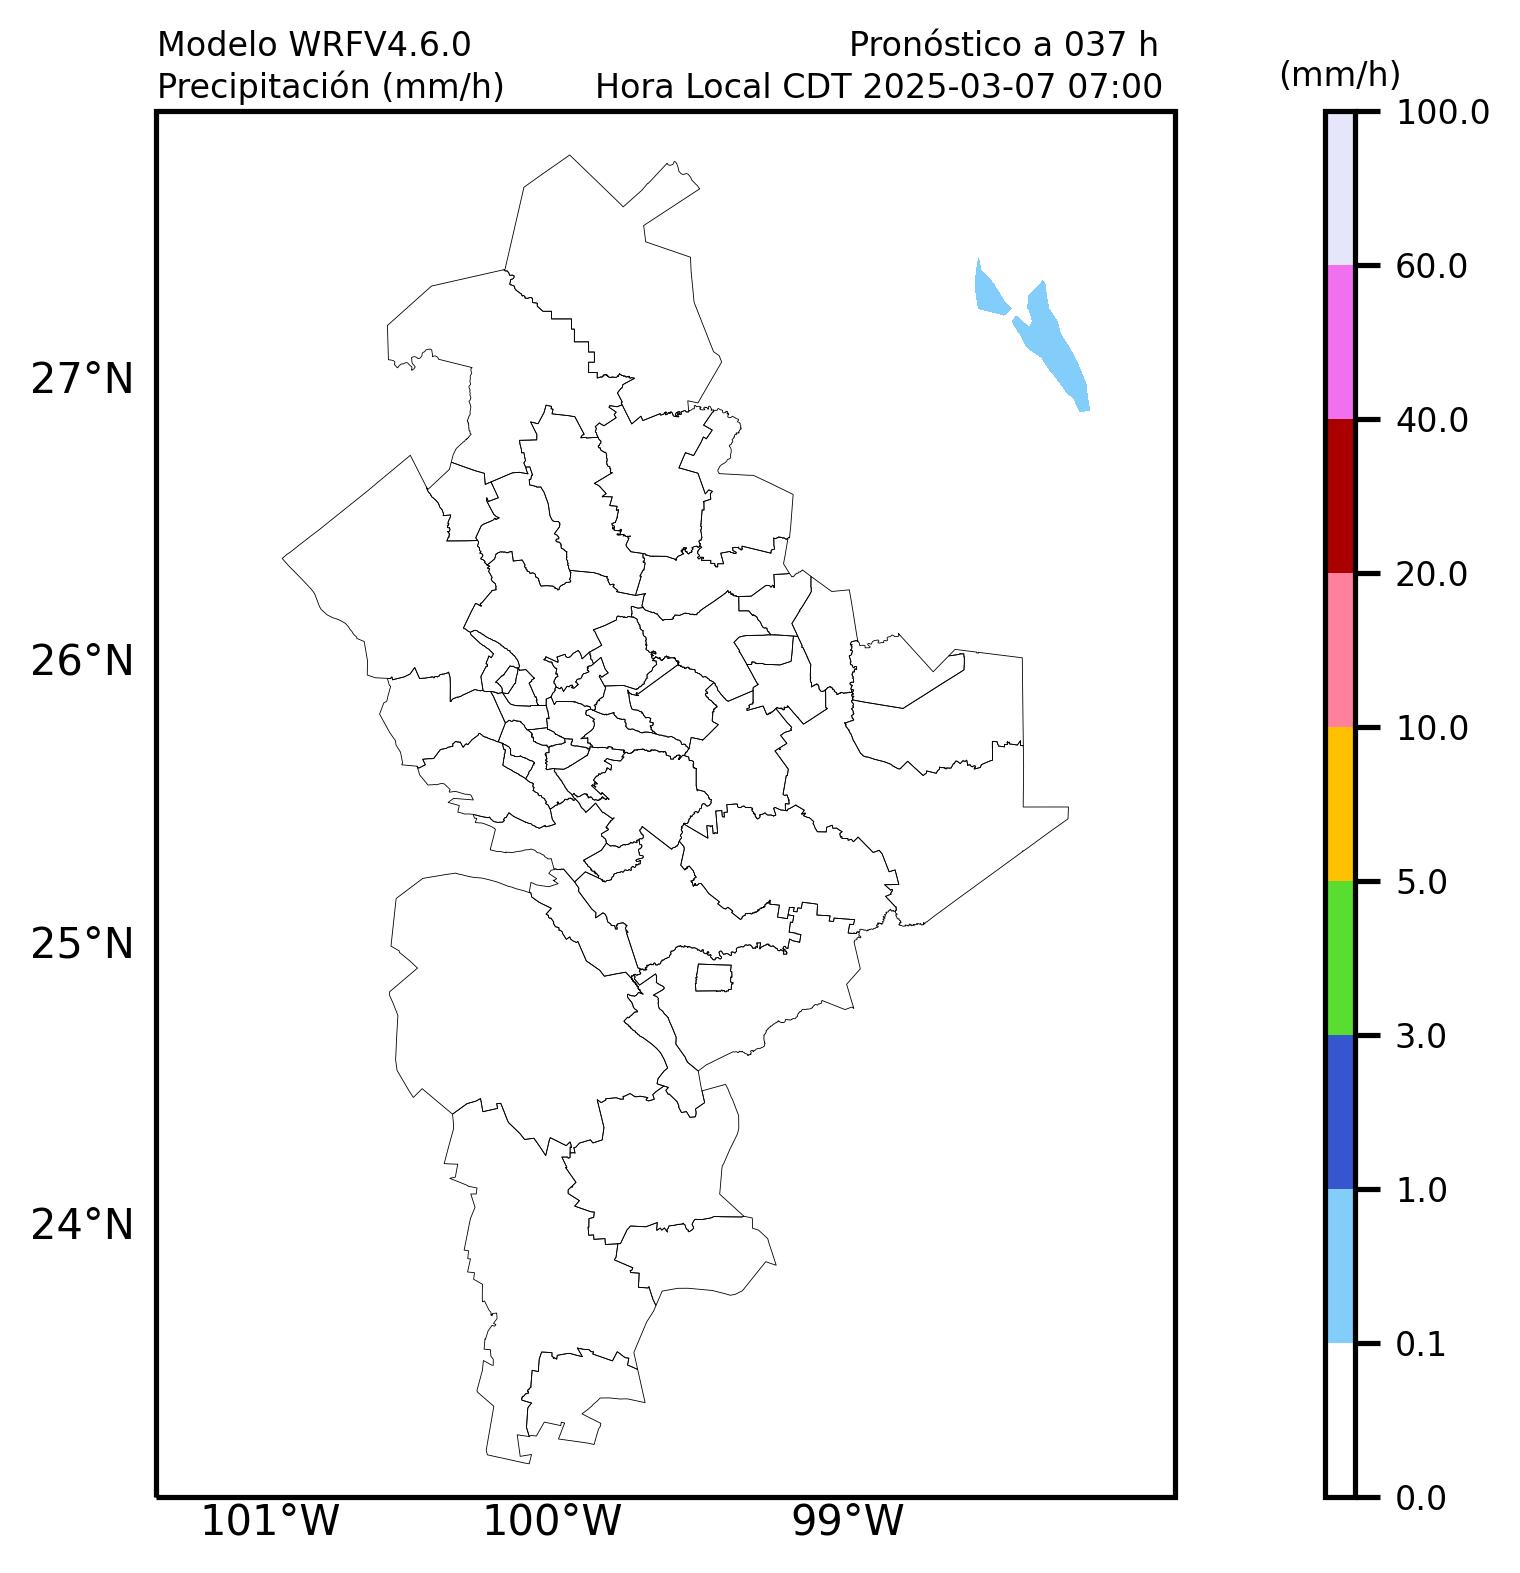 Modelo WRFV4.6.0
Pronóstico a 037 h
Precipitación (mm/h)
Hora Local CDT 2025-03-07 07:00
(mm/h)
100.0
60.0
40.0
20.0
10.0
5.0
3.0
1.0
0.1
0.0
27°N
26°N
25°N
24°N
101°W
100°W
99°W